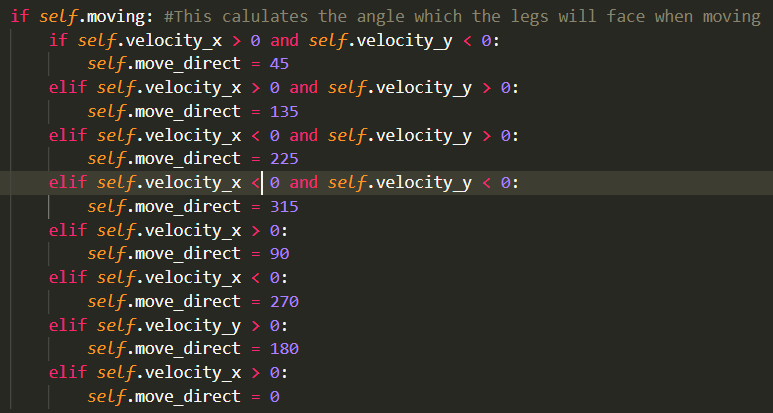 if self.moving: #This calulates the angle which the legs will face when moving
if self.velocity_x > 0 and self.velocity_y < 0:
self.move_direct = 45
elif self.velocity_x > 0 and self.velocity_y > 0:
self.move_direct = 135
elif self.velocity_x < 0 and self.velocity_y > 0:
self.move_direct = 225
elif self.velocity_x < 0 and self.velocity_y < 0:
self.move_direct = 315
elif self.velocity_x > 0:
self.move_direct = 90
elif self.velocity_x < 0:
self.move_direct = 270
elif self.velocity_y > 0:
self.move_direct = 180
elif self.velocity_x > 0:
self.move_direct = 0